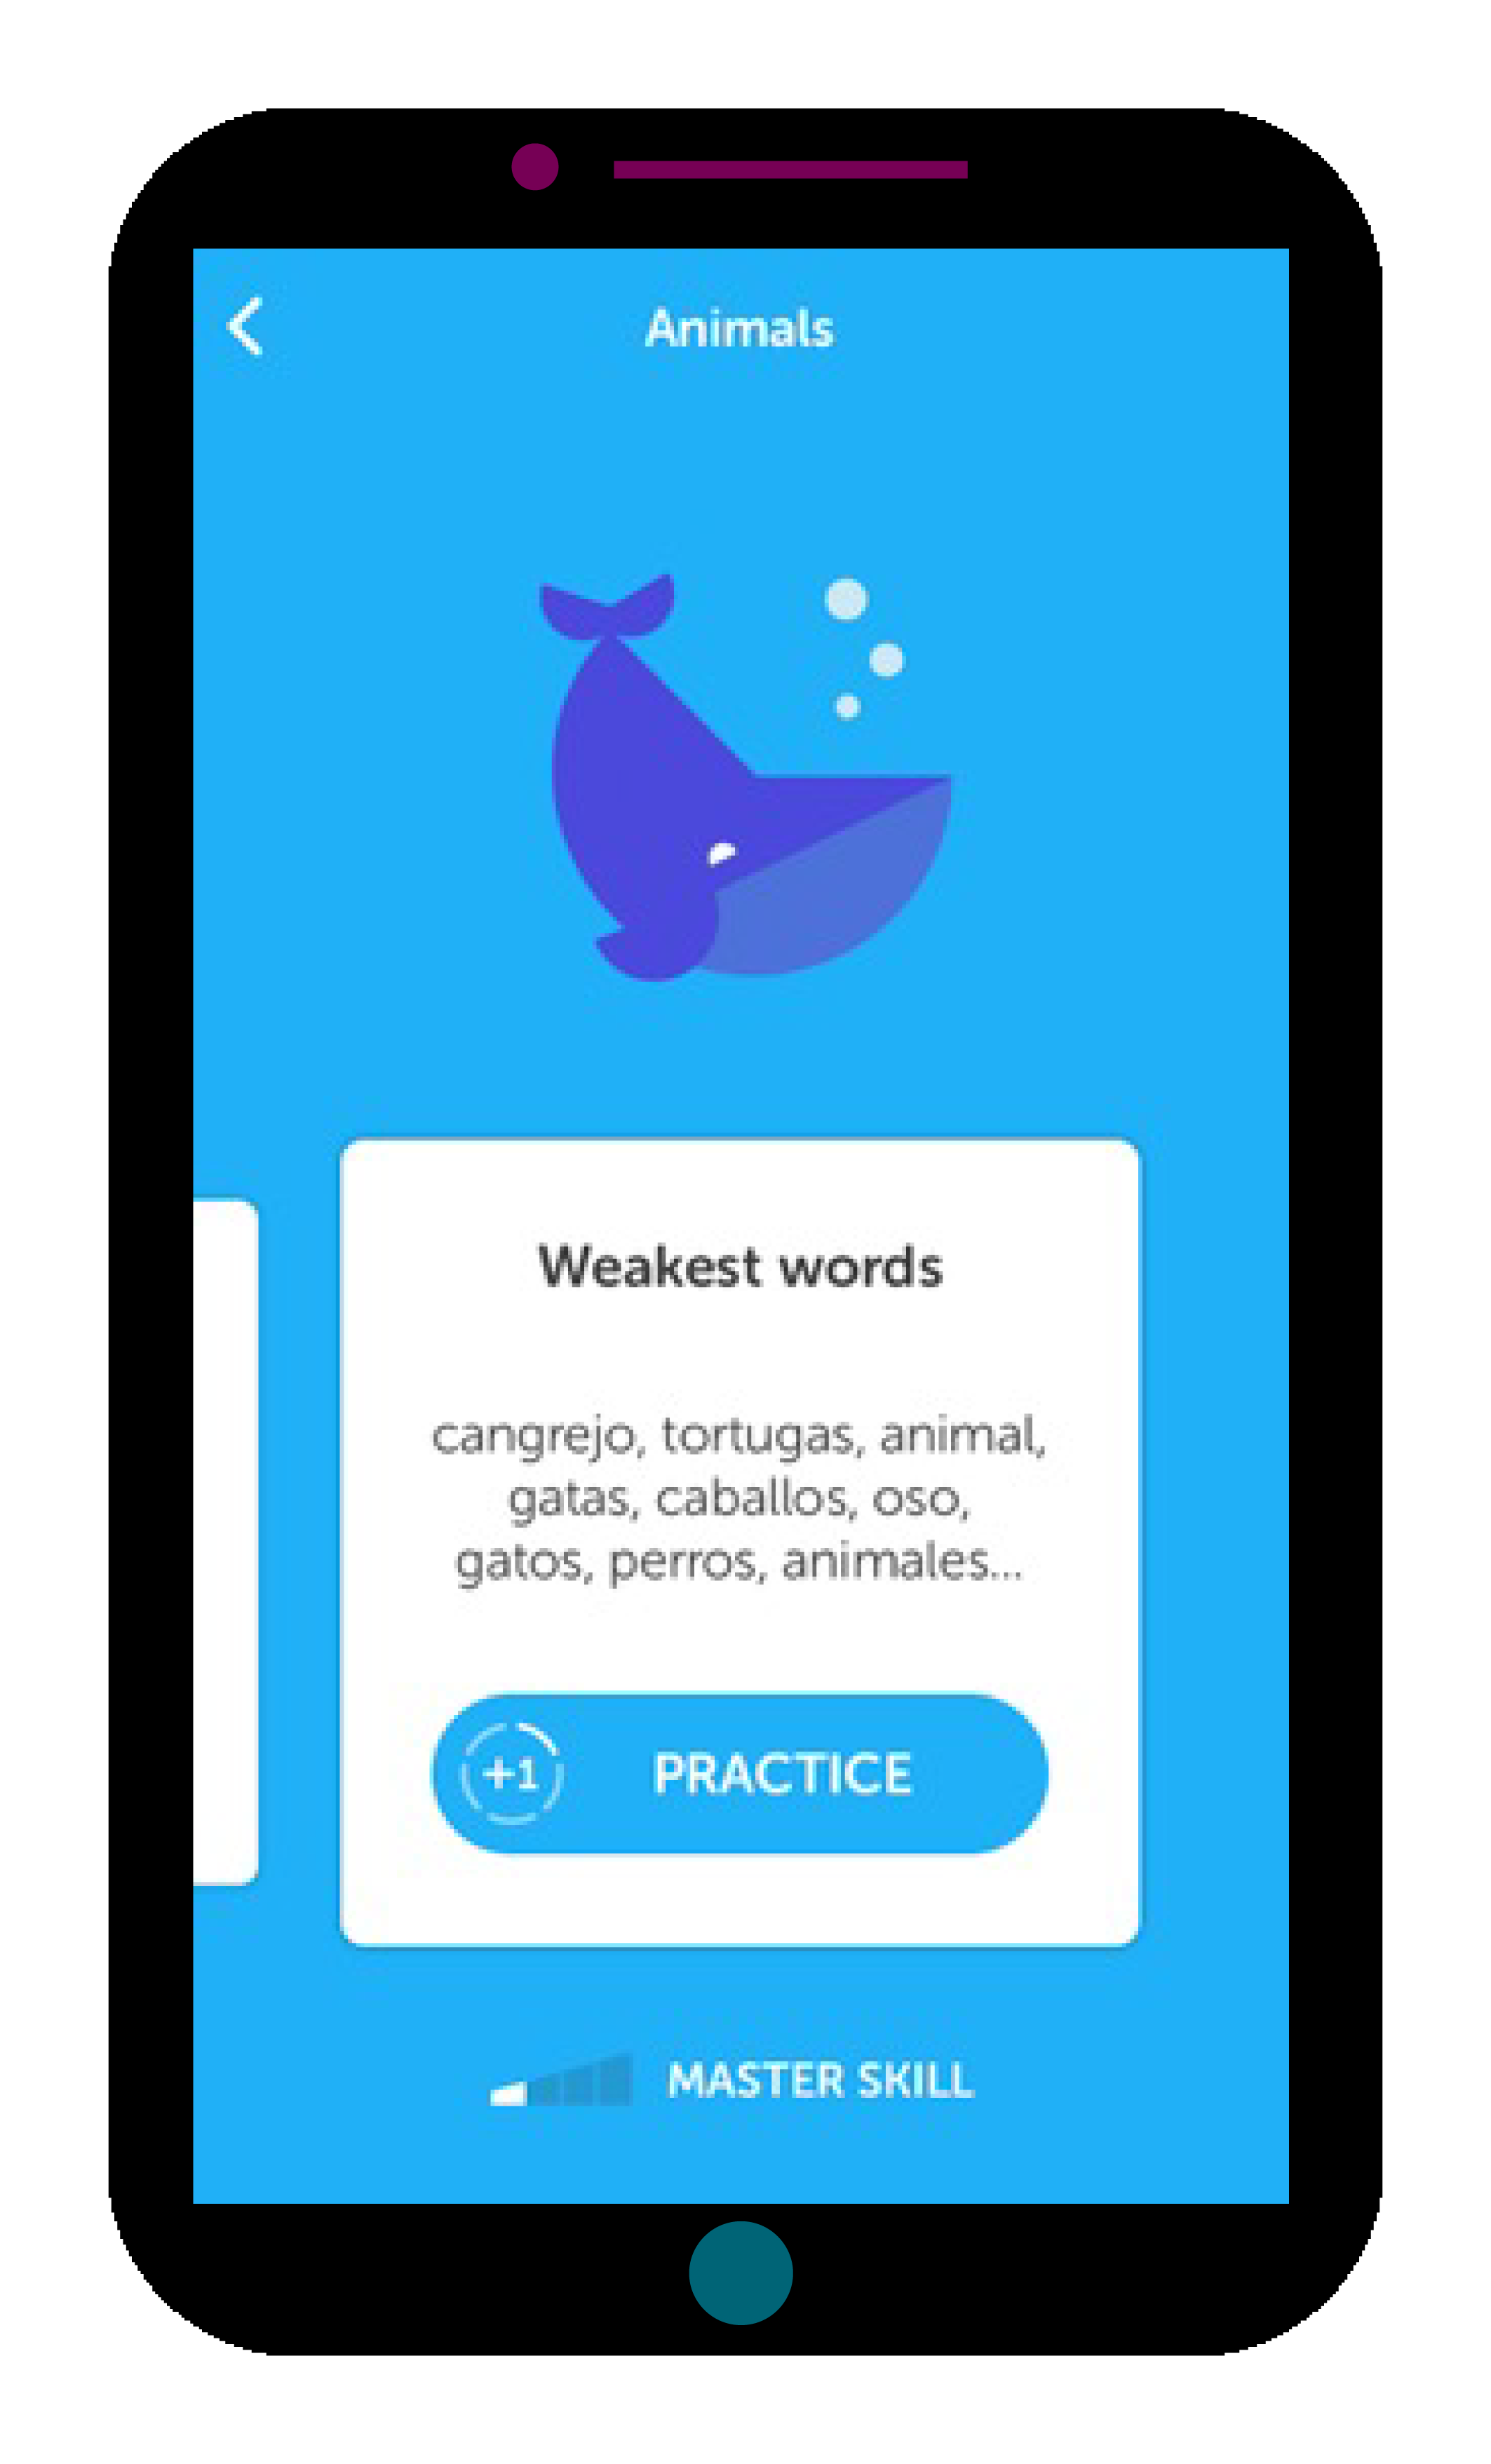 Animals
Weakest words
cangrejo, tortugas, animal,
gatas, caballos, oso,
gatos, perros, animales...
+1 PRACTICE
MASTER SKILL